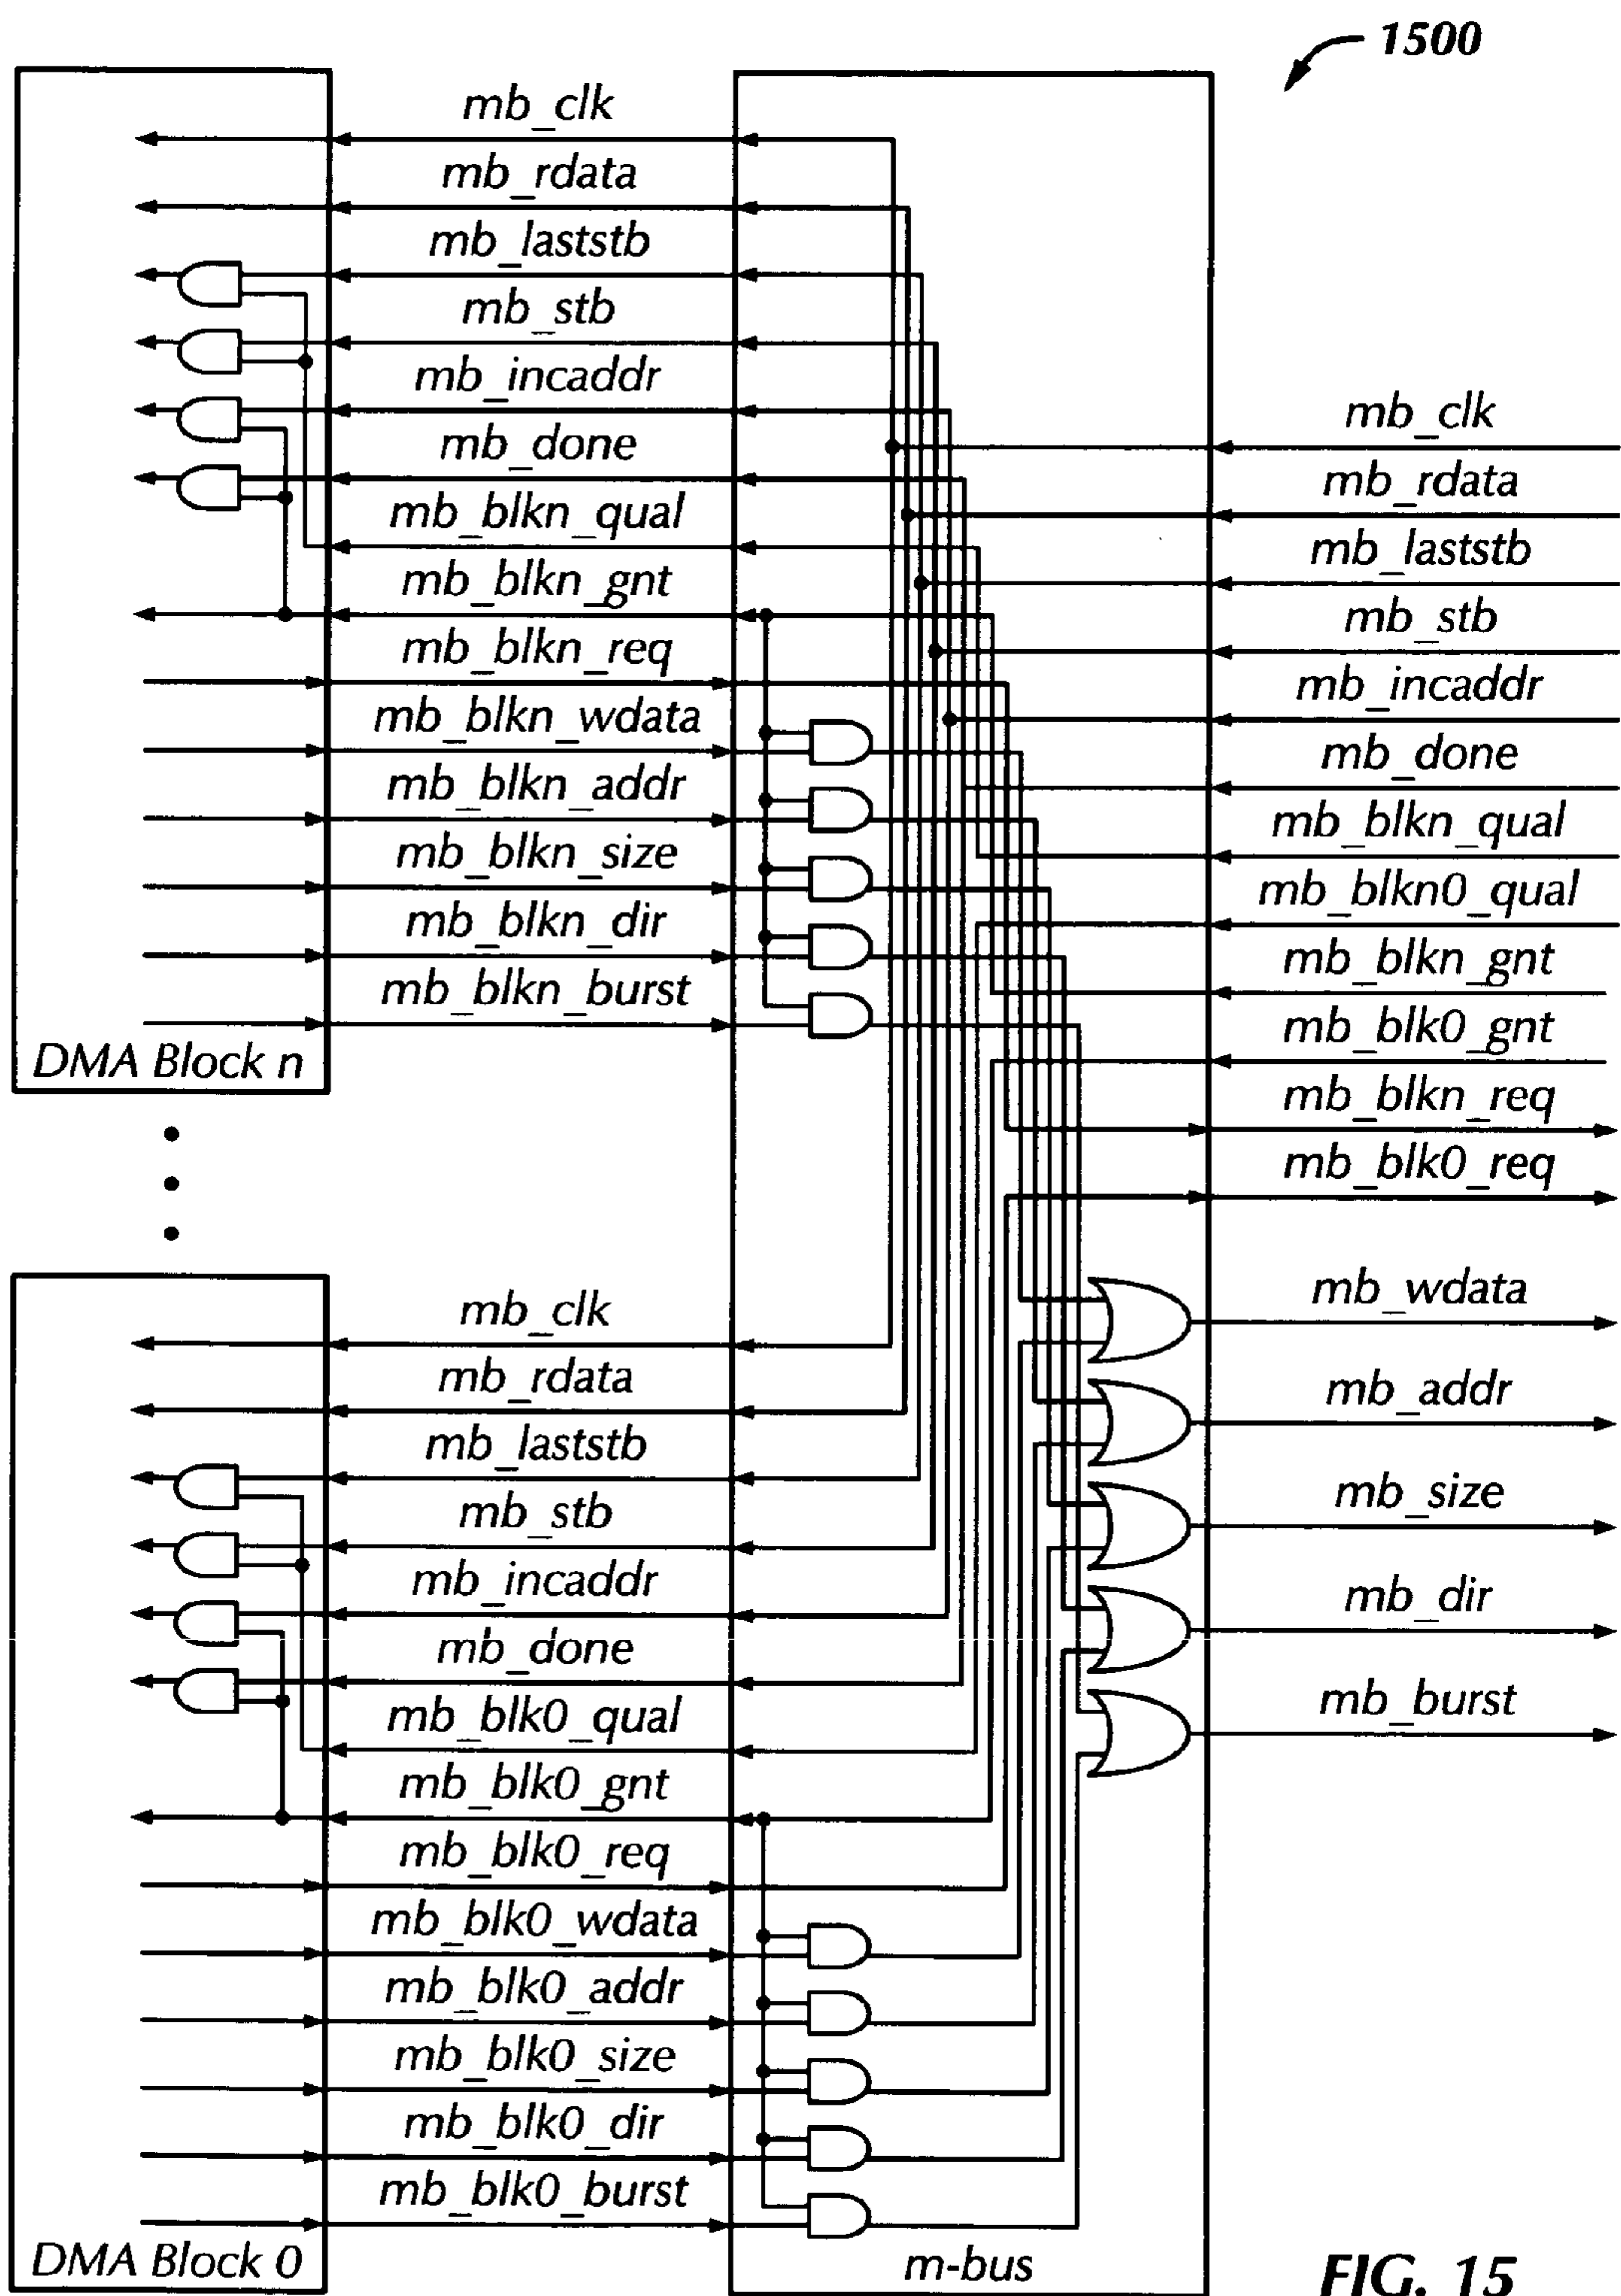 1500
mb_clk
mb_rdata
mb_laststb
mb_stb
mb_incaddr
mb_done
mb_blkn_qual
mb_blkn_gnt
mb_blkn_req
mb_blkn_wdata
mb_blkn_addr
mb_blkn_size
mb_blkn_dir
mb_blkn_burst
DMA Block n
mb_clk
mb_rdata
mb_laststb
mb_stb
mb_incaddr
mb_done
mb_blkn_qual
mb_blkn0_qual
mb_blkn_gnt
mb_blk0_gnt
mb_blkn_req
mb_blk0_req
mb_wdata
mb_addr
mb_size
mb_dir
mb_burst
mb_clk
mb_rdata
mb_laststb
mb_stb
mb_incaddr
mb_done
mb_blk0_qual
mb_blk0_gnt
mb_blk0_req
mb_blk0_wdata
mb_blk0_addr
mb_blk0_size
mb_blk0_dir
mb_blk0_burst
DMA Block 0
m-bus
FIG. 15